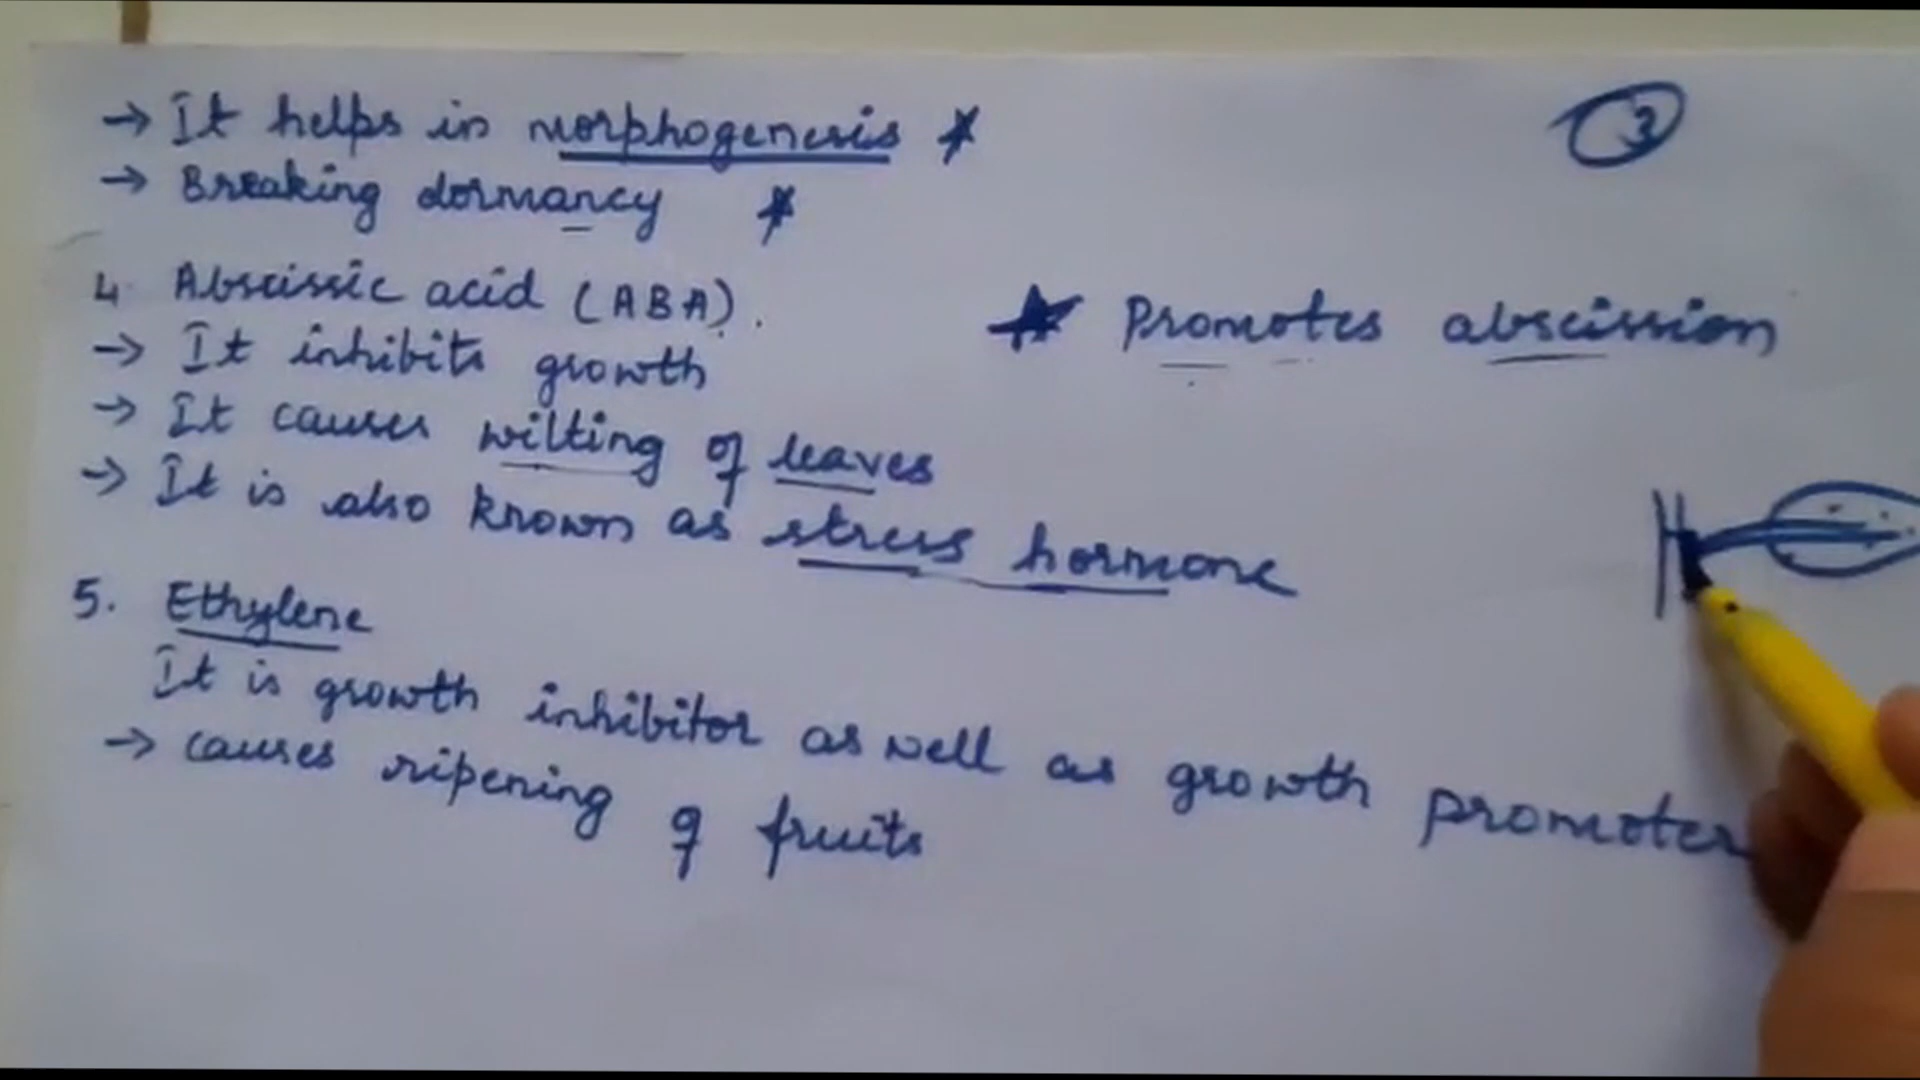 → It helps in morphogenesis *
3
→ Breaking dormancy *
4. Abscissic acid (ABA).
★ Promotes abscission
→ It inhibits growth
→ It causes wilting of leaves
→ It is also known as stress hormone
5. Ethylene
It is growth inhibitor as well as growth promoter
→ causes ripening of fruits